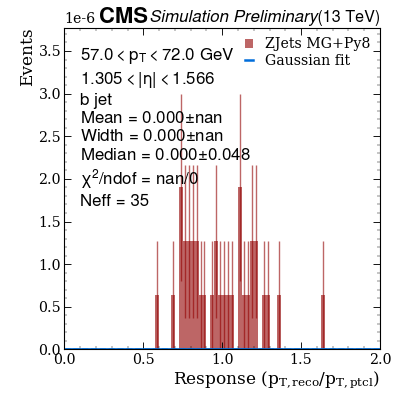 1e-6 CMS Simulation Preliminary (13 TeV)
Events
57.0 < pT < 72.0 GeV
1.305 < |η| < 1.566
b jet
Mean = 0.000±nan
Width = 0.000±nan
Median = 0.000±0.048
χ²/ndof = nan/0
Neff = 35
ZJets MG+Py8
Gaussian fit
3.5
3.0
2.5
2.0
1.5
1.0
0.5
0.0
0.0 0.5 1.0 1.5 2.0
Response (pT,reco/pT,ptcl)